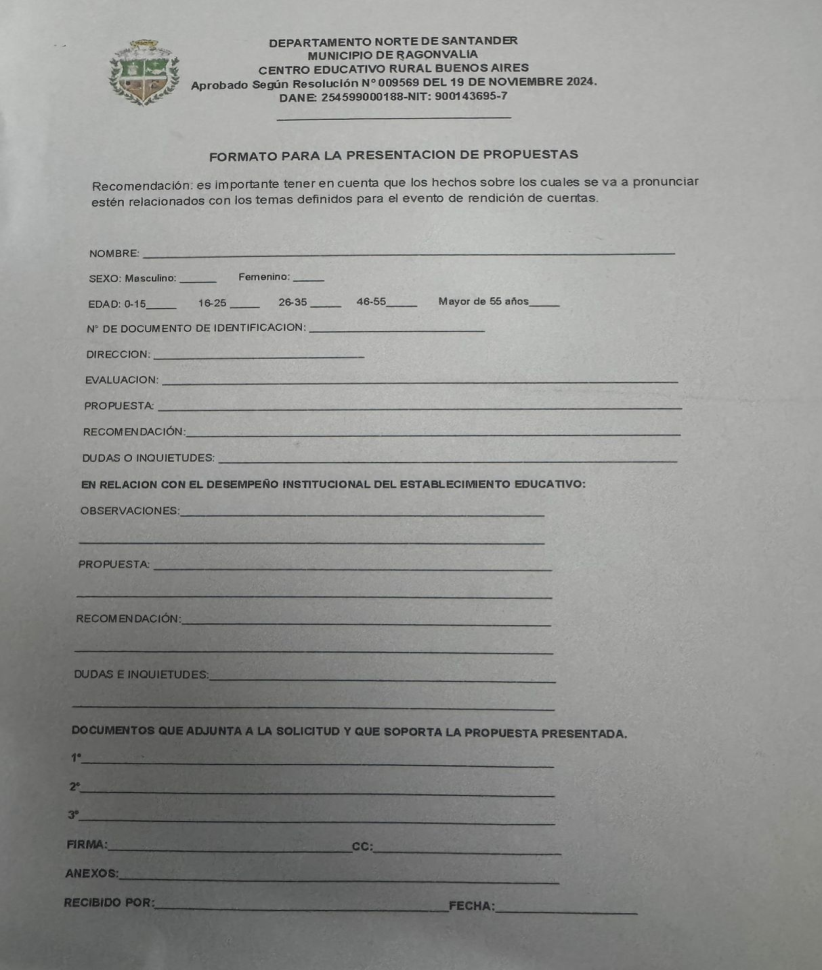 DEPARTAMENTO NORTE DE SANTANDER
MUNICIPIO DE RAGONVALIA
CENTRO EDUCATIVO RURAL BUENOS AIRES
Aprobado Según Resolución Nº 009569 DEL 19 DE NOVIEMBRE 2024.
DANE: 254599000188-NIT: 900143695-7
FORMATO PARA LA PRESENTACION DE PROPUESTAS
Recomendación: es importante tener en cuenta que los hechos sobre los cuales se va a pronunciar
estén relacionados con los temas definidos para el evento de rendición de cuentas.
NOMBRE:
SEXO: Masculino: Femenino:
EDAD: 0-15 16-25 26-35 46-55 Mayor de 55 años
N° DE DOCUMENTO DE IDENTIFICACION:
DIRECCION:
EVALUACION:
PROPUESTA:
RECOMENDACIÓN:
DUDAS O INQUIETUDES:
EN RELACION CON EL DESEMPEÑO INSTITUCIONAL DEL ESTABLECIMIENTO EDUCATIVO:
OBSERVACIONES:
PROPUESTA:
RECOMENDACIÓN:
DUDAS E INQUIETUDES:
DOCUMENTOS QUE ADJUNTA A LA SOLICITUD Y QUE SOPORTA LA PROPUESTA PRESENTADA.
1º
2º
3º
FIRMA: CC:
ANEXOS:
RECIBIDO POR: FECHA: